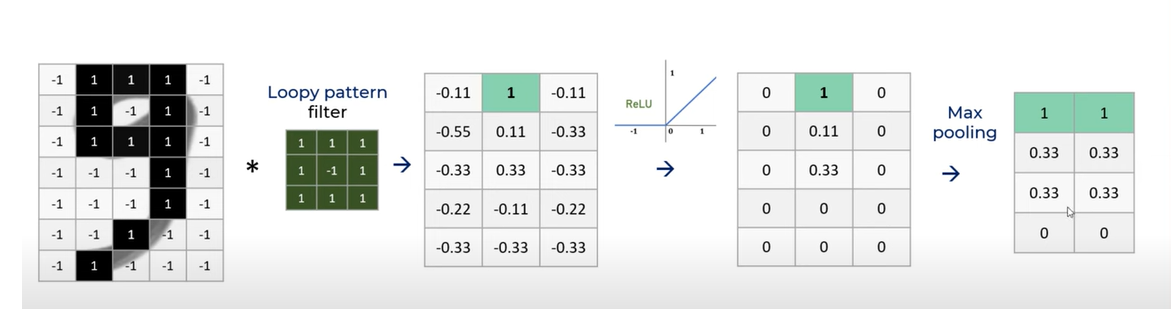 -1 1 1 1 -1
-1 1 -1 1 -1
-1 1 1 1 -1
-1 -1 -1 1 -1
-1 -1 -1 1 -1
-1 -1 1 -1 -1
-1 1 -1 -1 -1
*
Loopy pattern
filter
1 1 1
1 -1 1
1 1 1
→
-0.11 1 -0.11
-0.55 0.11 -0.33
-0.33 0.33 -0.33
-0.22 -0.11 -0.22
-0.33 -0.33 -0.33
1
ReLU
-1 0 1
→
0 1 0
0 0.11 0
0 0.33 0
0 0 0
0 0 0
Max
pooling
→
1 1
0.33 0.33
0.33 0.33
0 0